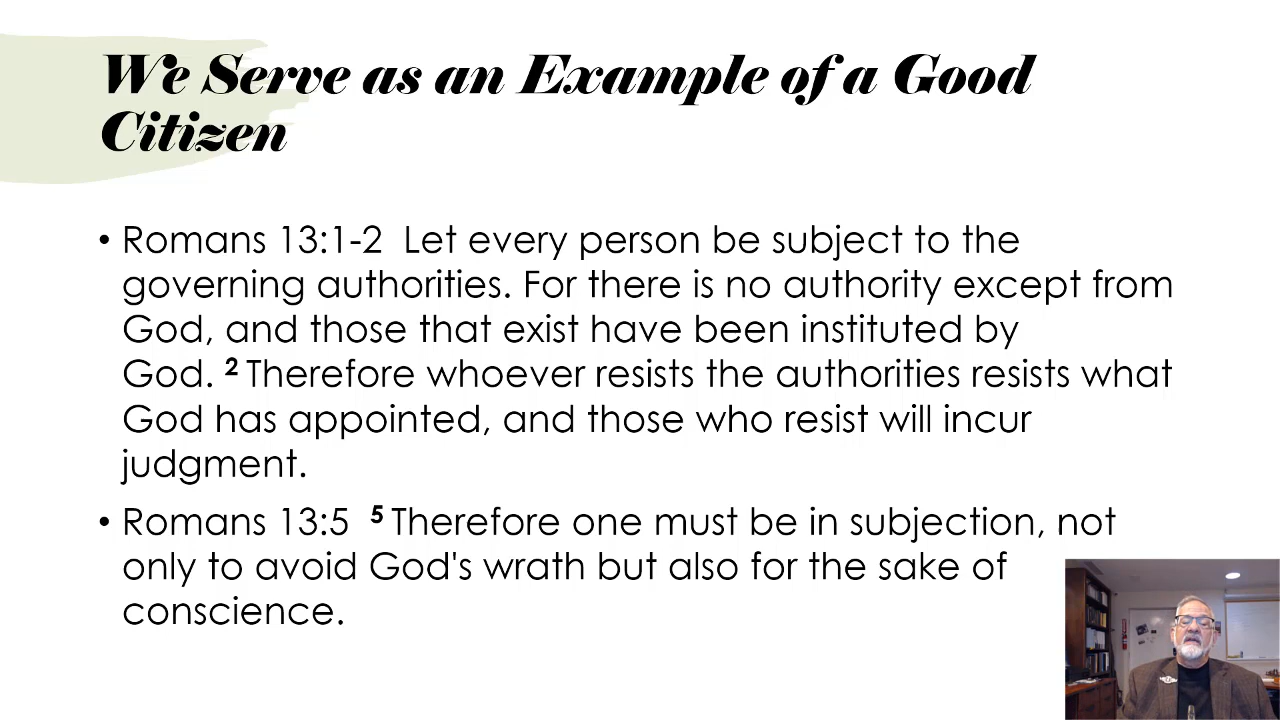 We Serve as an Example of a Good
Citizen
• Romans 13:1-2  Let every person be subject to the
governing authorities. For there is no authority except from
God, and those that exist have been instituted by
God. 2 Therefore whoever resists the authorities resists what
God has appointed, and those who resist will incur
judgment.
• Romans 13:5  5 Therefore one must be in subjection, not
only to avoid God's wrath but also for the sake of
conscience.